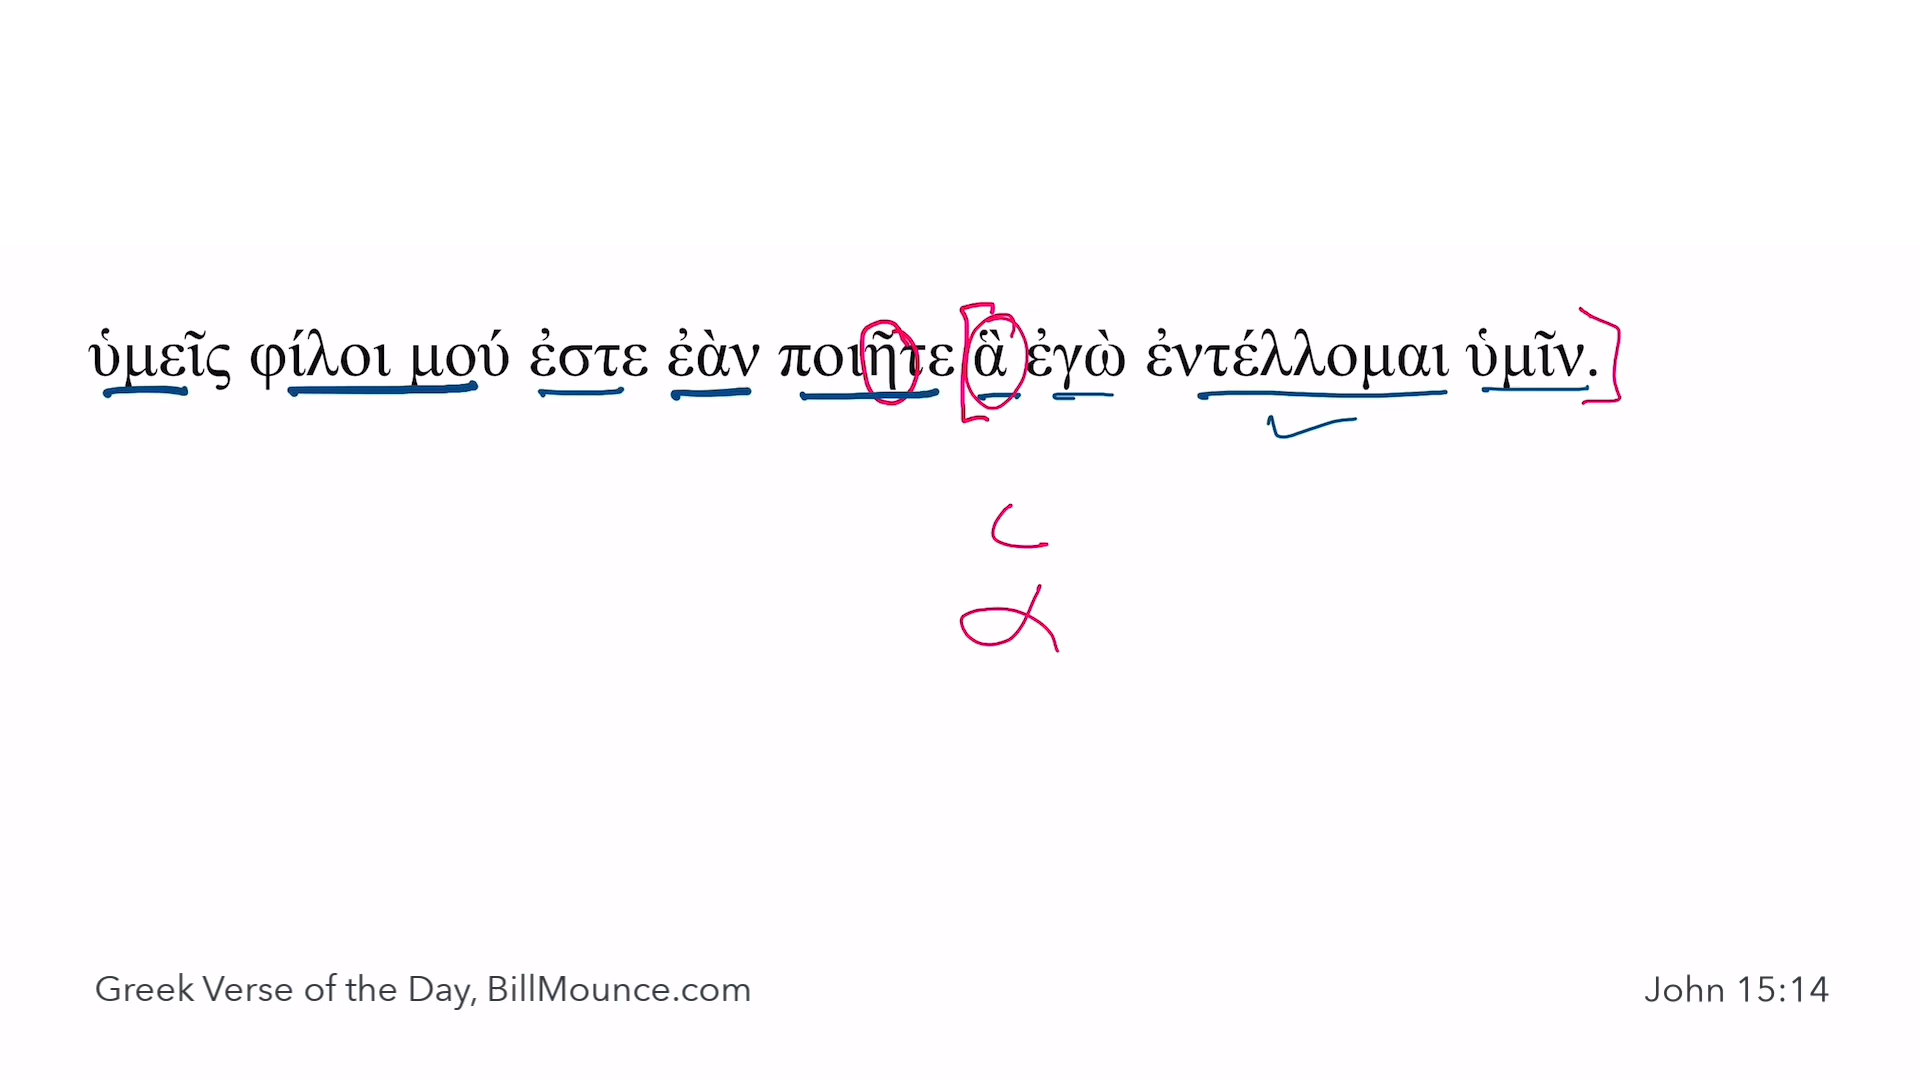 ὑμεῖς φίλοι μού ἐστε ἐὰν ποιῆτε ἃ ἐγὼ ἐντέλλομαι ὑμῖν.
α
Greek Verse of the Day, BillMounce.com
John 15:14